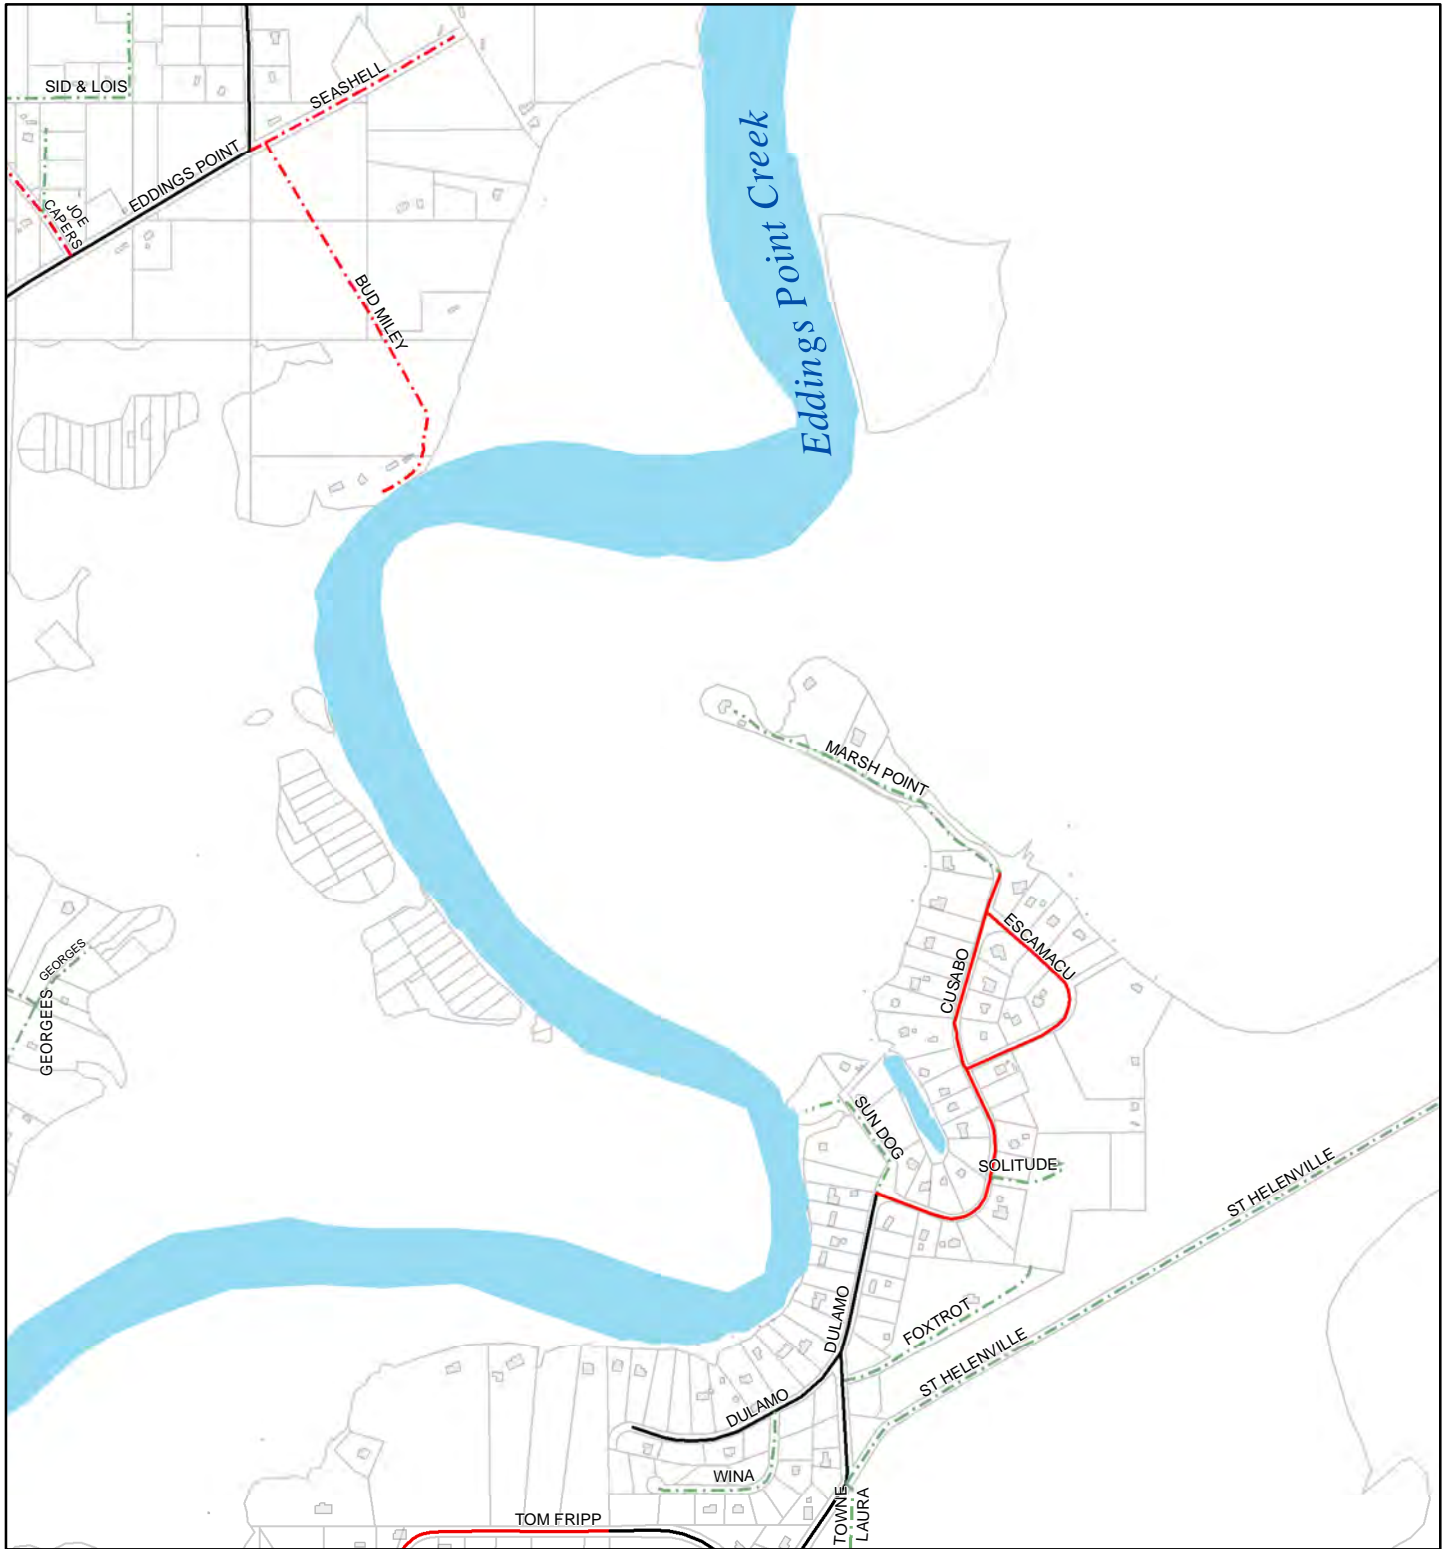 SID & LOIS
SEASHELL
EDDINGS POINT
JOE
CAPERS
BUD MILEY
Eddings Point Creek
MARSH POINT
ESCAMACU
CUSABO
GEORGES
GEORGEES
SUN DOG
SOLITUDE
ST HELENVILLE
DULAMO
FOXTROT
ST HELENVILLE
DULAMO
WINA
TOWNE
LAURA
TOM FRIPP